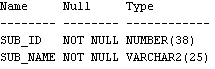 Name     Null     Type
-------- -------- ------------
SUB_ID   NOT NULL NUMBER(38)
SUB_NAME NOT NULL VARCHAR2(25)